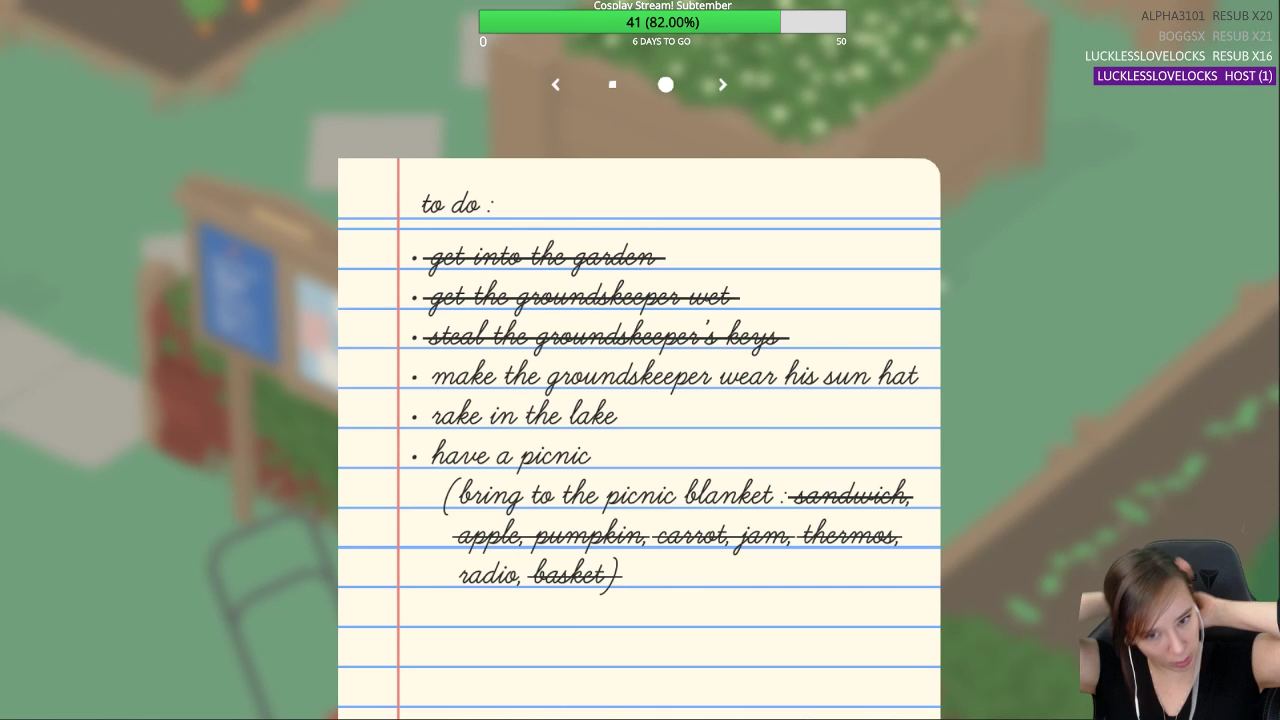 Cosplay Stream! Subtember
41 (82.00%)
0
6 DAYS TO GO
50
ALPHA3101 RESUB X20
BOGGSX RESUB X21
LUCKLESSLOVELOCKS RESUB X16
LUCKLESSLOVELOCKS HOST (1)
to do :
• get into the garden
• get the groundskeeper wet
• steal the groundskeeper's keys
• make the groundskeeper wear his sun hat
• rake in the lake
• have a picnic
(bring to the picnic blanket : sandwich,
apple, pumpkin, carrot, jam, thermos,
radio, basket)